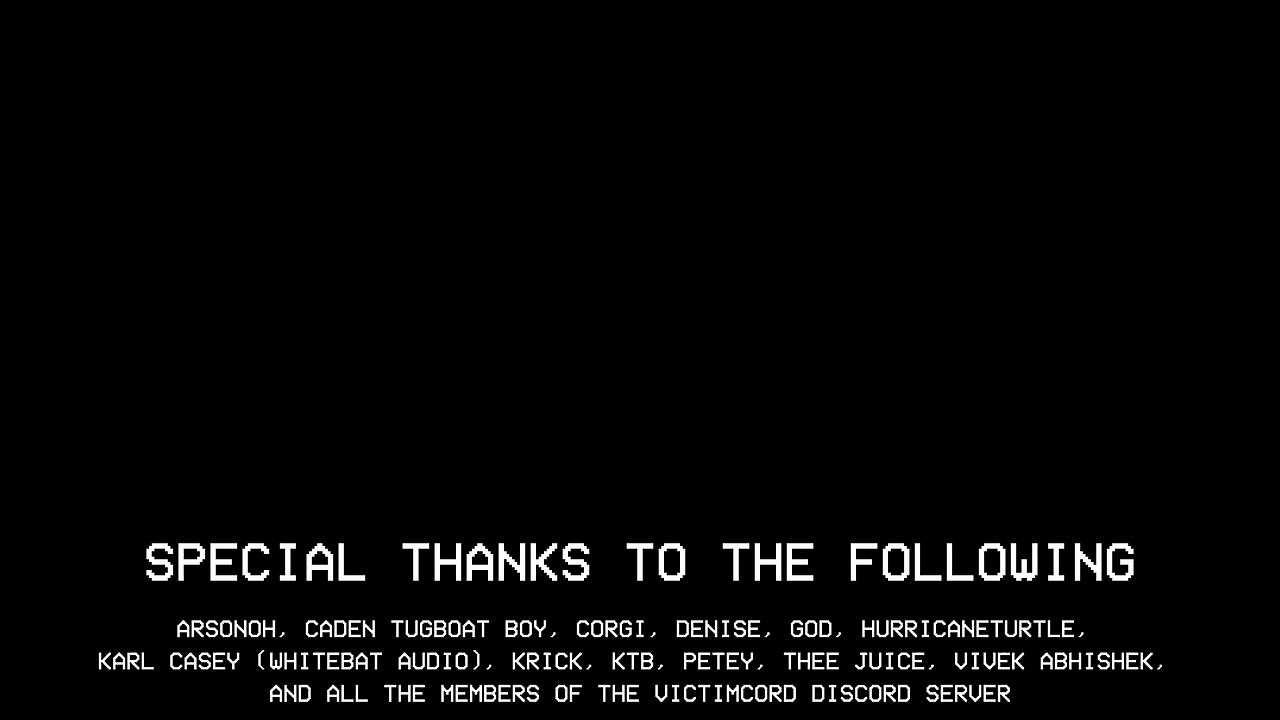 SPECIAL THANKS TO THE FOLLOWING
ARSONOH, CADEN TUGBOAT BOY, CORGI, DENISE, GOD, HURRICANETURTLE,
KARL CASEY (WHITEBAT AUDIO), KRICK, KTB, PETEY, THEE JUICE, VIVEK ABHISHEK,
AND ALL THE MEMBERS OF THE VICTIMCORD DISCORD SERVER